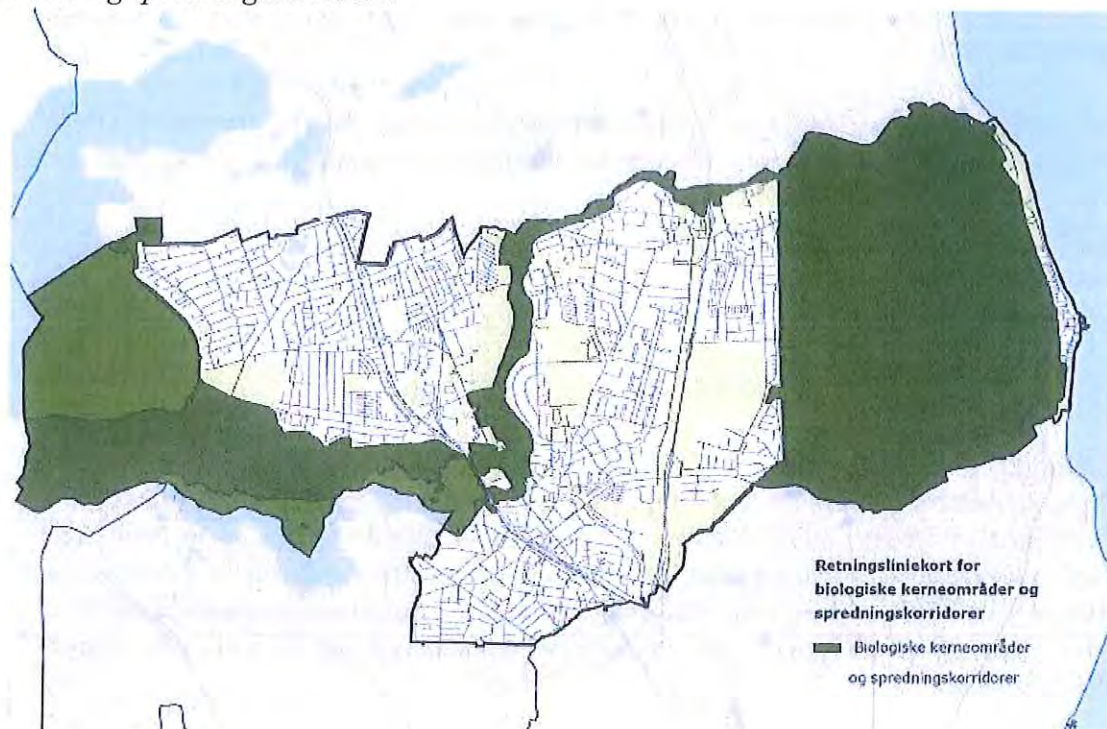 Retningsliniekort for
biologiske kerneområder og
spredningskorridorer
Biologiske kerneområder
og spredningskorridorer